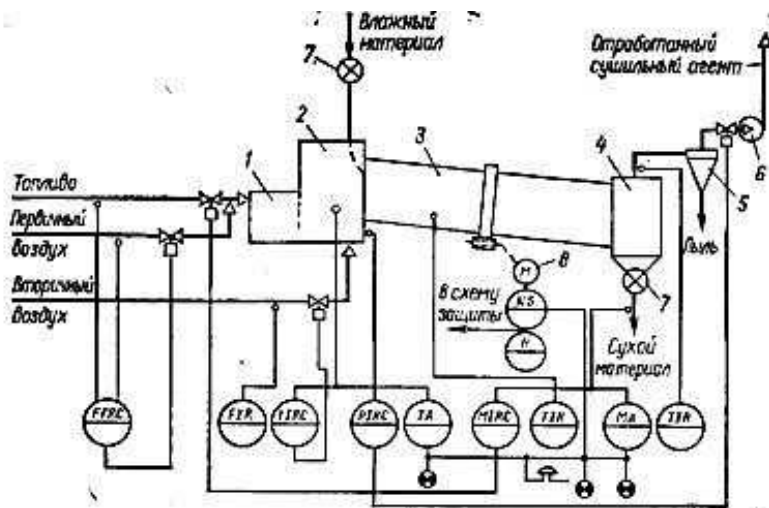 Влажный
материал
7
Отработанный
сушильный агент
2
1
3
4
5
6
Топливо
Первичный
воздух
Вторичный
воздух
Пыль
М
8
NS
Н
В схему
защиты
7
Сухой
материал
FFRC
FIR
TIRC
PIRC
TA
MIRC
TIR
MA
TIR